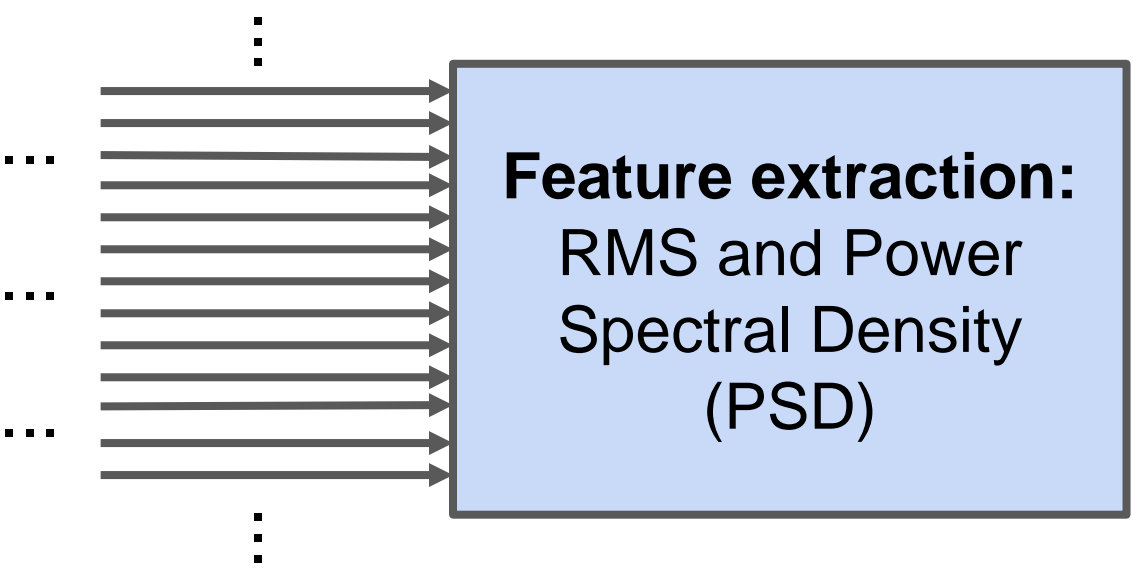 Feature extraction:
RMS and Power
Spectral Density
(PSD)